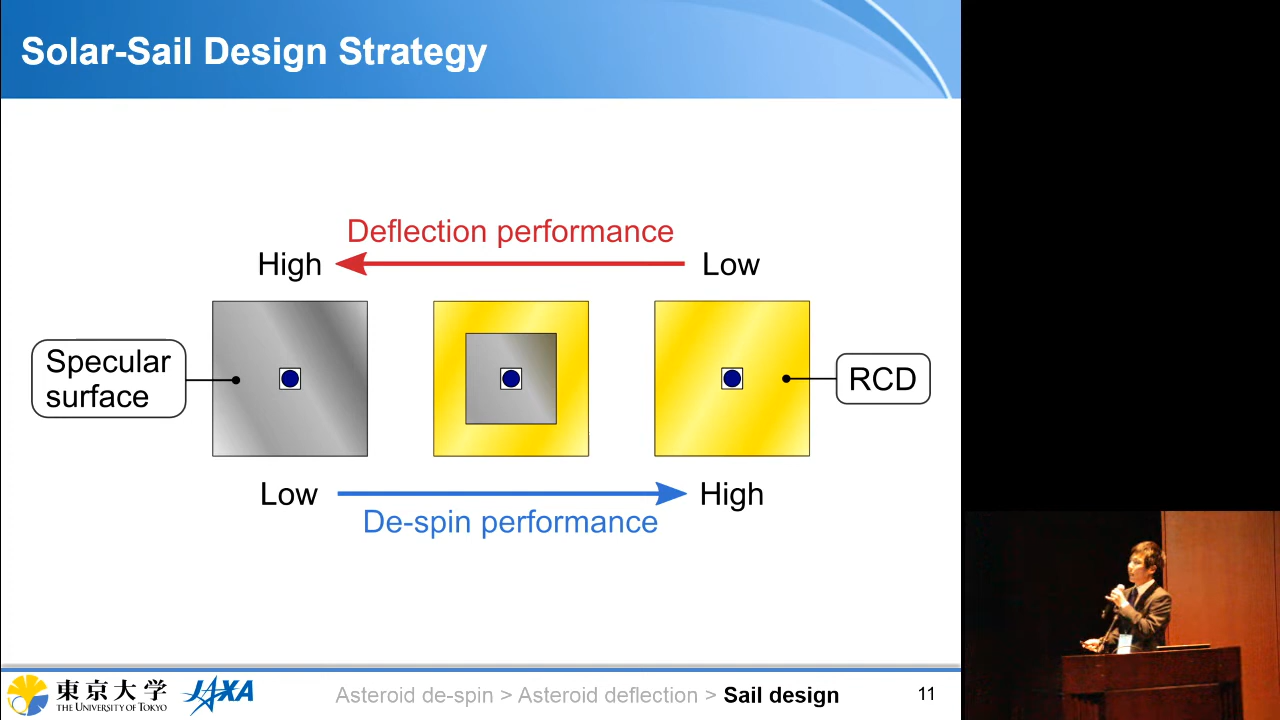 Solar-Sail Design Strategy
Deflection performance
High
Low
Specular
surface
RCD
Low
High
De-spin performance
東京大学
THE UNIVERSITY OF TOKYO
JAXA
Asteroid de-spin > Asteroid deflection > Sail design
11